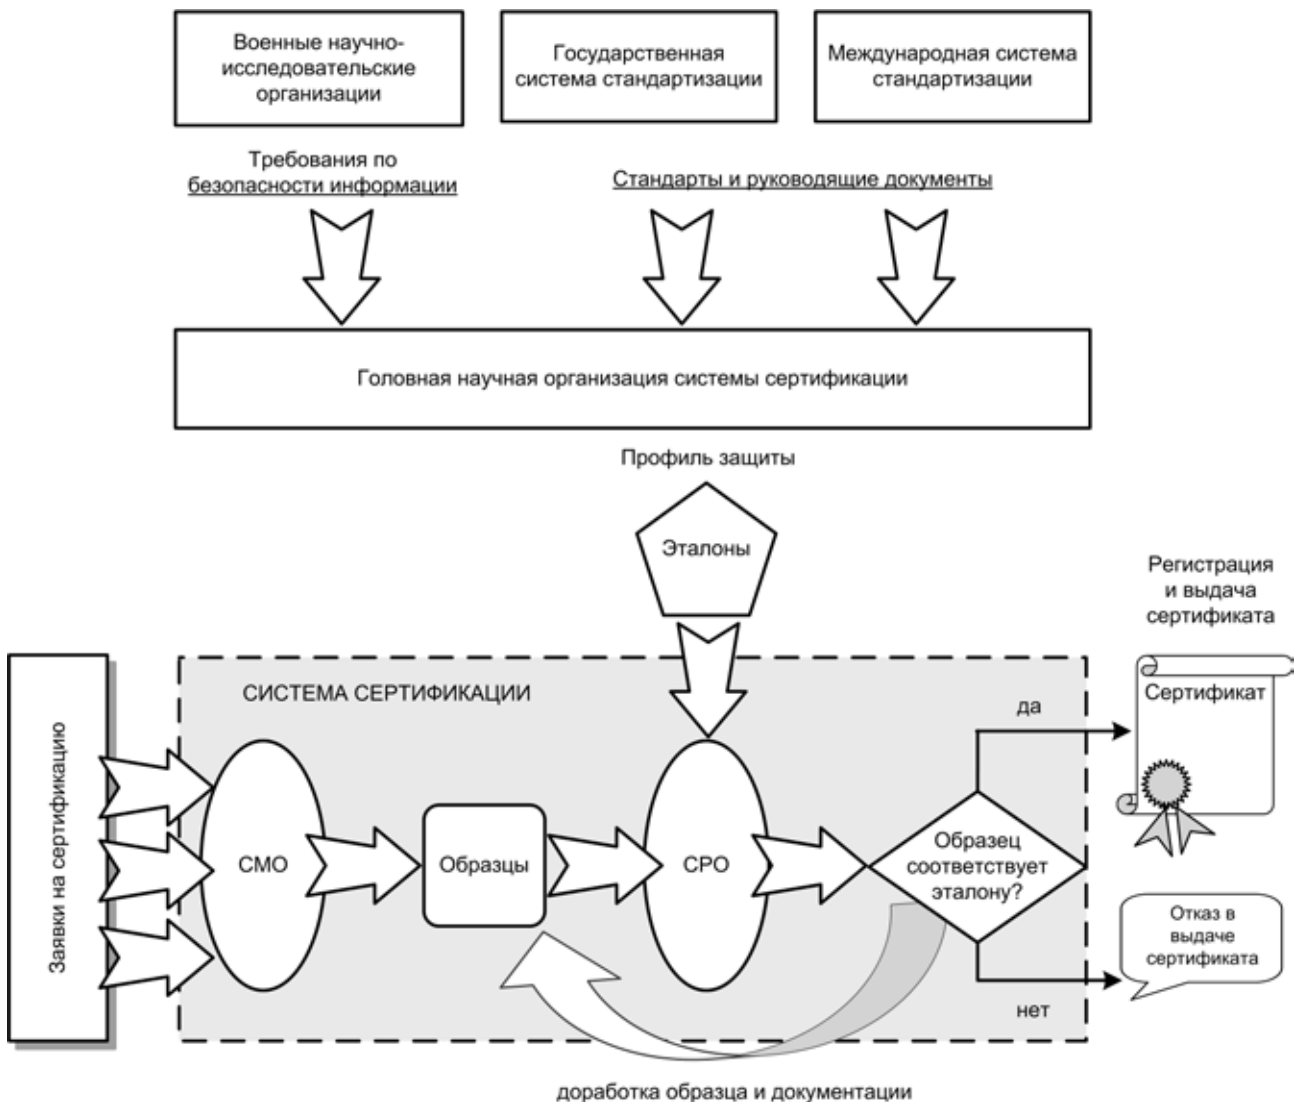 Военные научно-
исследовательские
организации
Государственная
система стандартизации
Международная система
стандартизации
Требования по
безопасности информации
Стандарты и руководящие документы
Головная научная организация системы сертификации
Профиль защиты
Эталоны
Регистрация
и выдача
сертификата
Сертификат
Заявки на сертификацию
СИСТЕМА СЕРТИФИКАЦИИ
СМО
Образцы
СРО
Образец
соответствует
эталону?
да
нет
Отказ в
выдаче
сертификата
доработка образца и документации